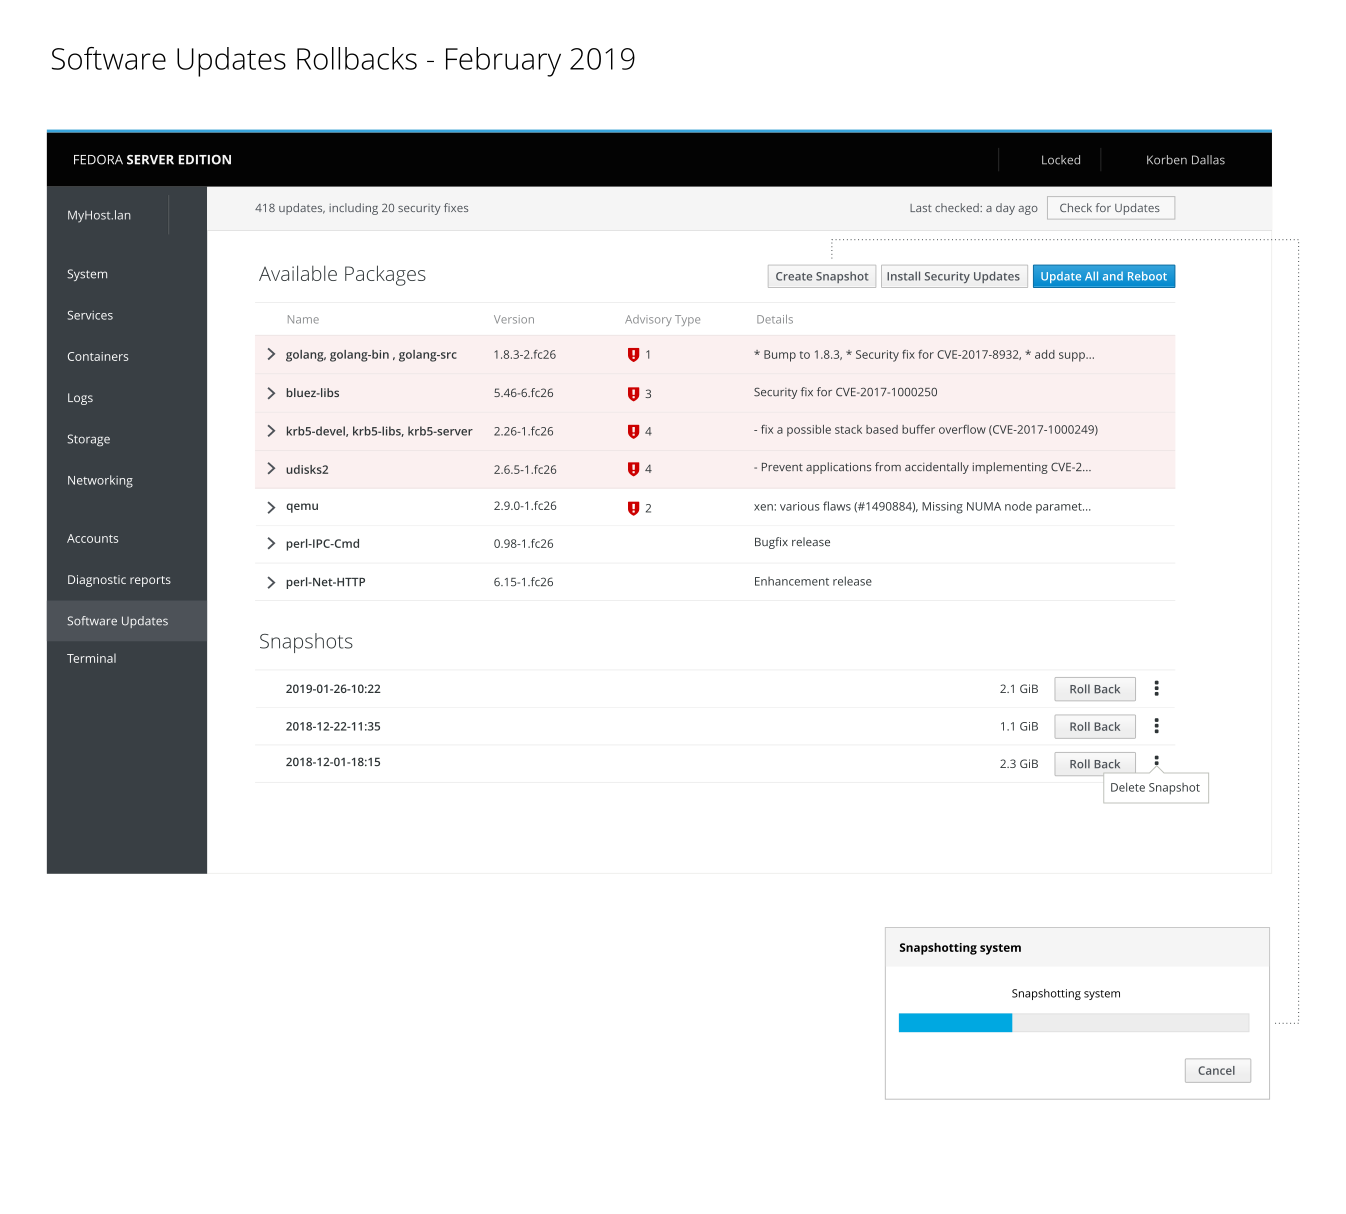 Software Updates Rollbacks - February 2019
FEDORA SERVER EDITION Locked Korben Dallas
MyHost.lan
418 updates, including 20 security fixes Last checked: a day ago Check for Updates
System
Services
Containers
Logs
Storage
Networking
Accounts
Diagnostic reports
Software Updates
Terminal
Available Packages Create Snapshot Install Security Updates Update All and Reboot
Name Version Advisory Type Details
golang, golang-bin , golang-src 1.8.3-2.fc26 1 * Bump to 1.8.3, * Security fix for CVE-2017-8932, * add supp...
bluez-libs 5.46-6.fc26 3 Security fix for CVE-2017-1000250
krb5-devel, krb5-libs, krb5-server 2.26-1.fc26 4 - fix a possible stack based buffer overflow (CVE-2017-1000249)
udisks2 2.6.5-1.fc26 4 - Prevent applications from accidentally implementing CVE-2...
qemu 2.9.0-1.fc26 2 xen: various flaws (#1490884), Missing NUMA node paramet...
perl-IPC-Cmd 0.98-1.fc26 Bugfix release
perl-Net-HTTP 6.15-1.fc26 Enhancement release
Snapshots
2019-01-26-10:22 2.1 GiB Roll Back
2018-12-22-11:35 1.1 GiB Roll Back
2018-12-01-18:15 2.3 GiB Roll Back
Delete Snapshot
Snapshotting system
Snapshotting system
Cancel